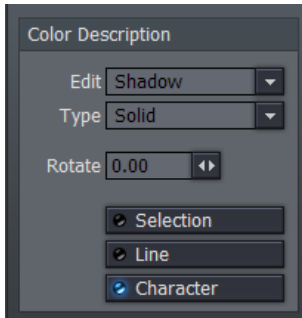 Color Description
Edit Shadow
Type Solid
Rotate 0.00
Selection
Line
Character